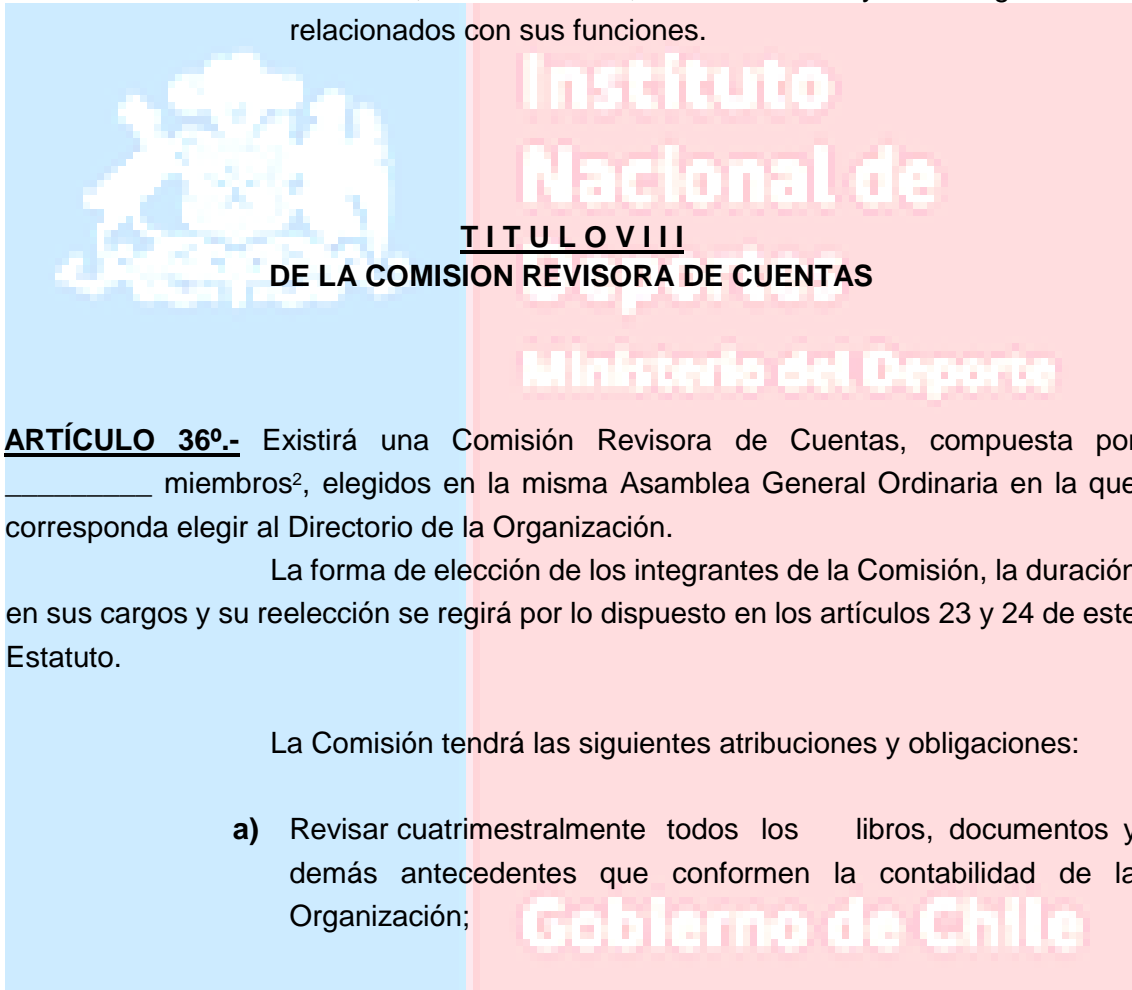 relacionados con sus funciones.
Instituto
Nacional de
Deportes
Ministerio del Deporte
T I T U L O V I I I
DE LA COMISION REVISORA DE CUENTAS
ARTÍCULO 36º.- Existirá una Comisión Revisora de Cuentas, compuesta por
_________ miembros², elegidos en la misma Asamblea General Ordinaria en la que
corresponda elegir al Directorio de la Organización.
La forma de elección de los integrantes de la Comisión, la duración
en sus cargos y su reelección se regirá por lo dispuesto en los artículos 23 y 24 de este
Estatuto.
La Comisión tendrá las siguientes atribuciones y obligaciones:
a) Revisar cuatrimestralmente todos los libros, documentos y
demás antecedentes que conformen la contabilidad de la
Organización;
Gobierno de Chile